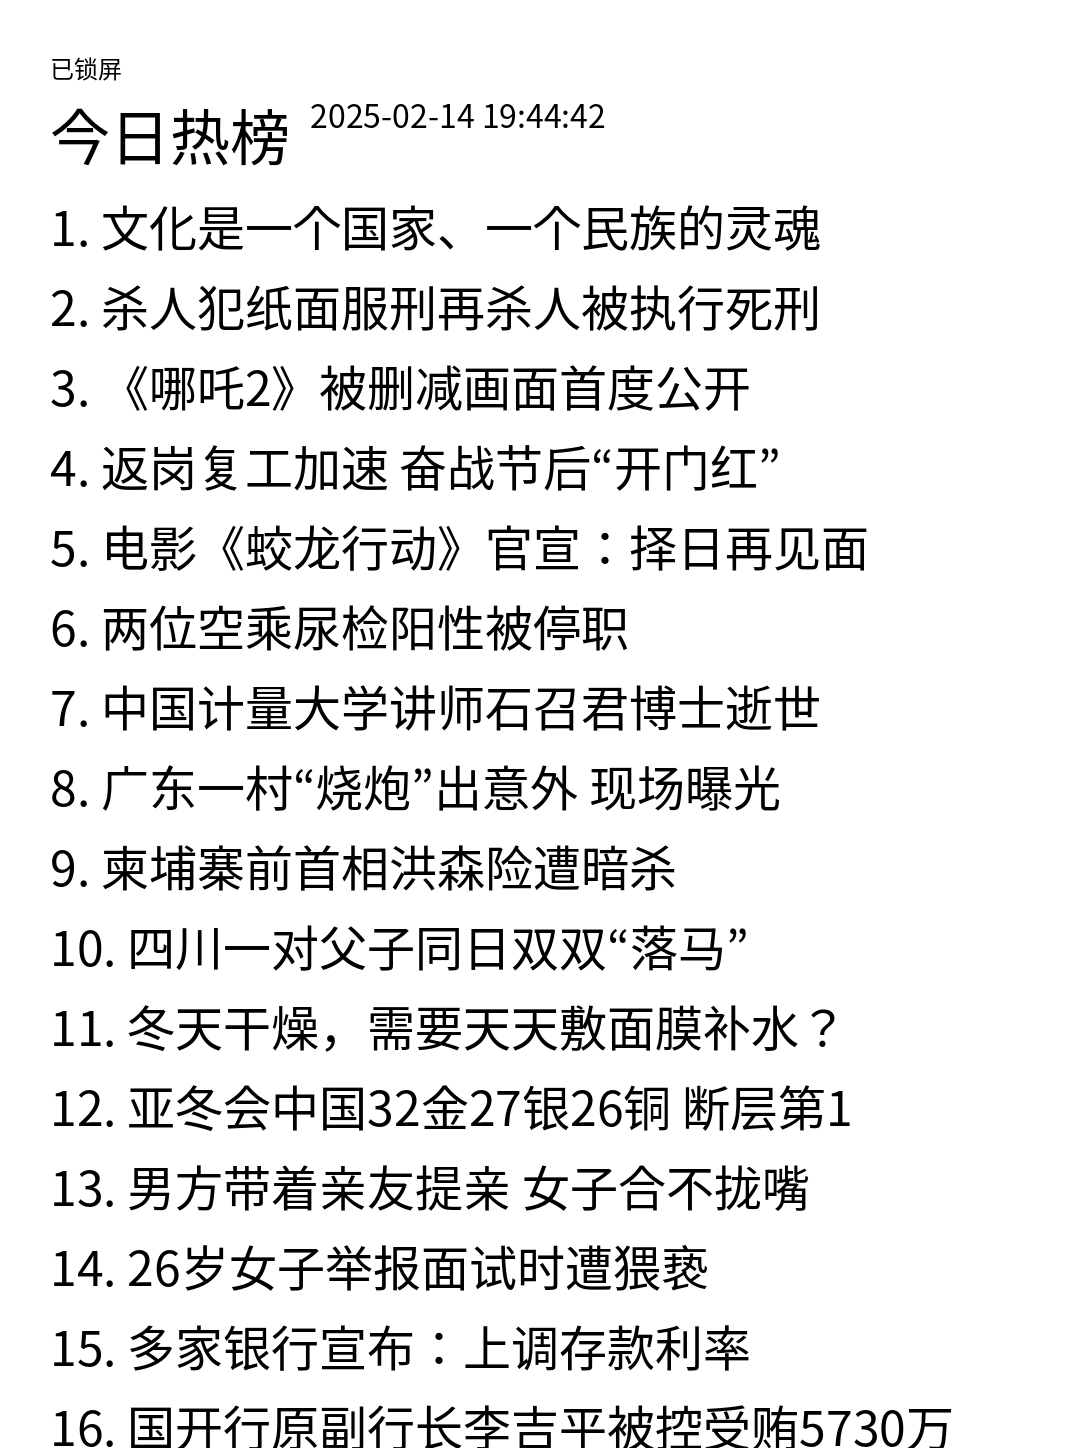 已锁屏
今日热榜 2025-02-14 19:44:42
1. 文化是一个国家、一个民族的灵魂
2. 杀人犯纸面服刑再杀人被执行死刑
3. 《哪吒2》被删减画面首度公开
4. 返岗复工加速 奋战节后“开门红”
5. 电影《蛟龙行动》官宣：择日再见面
6. 两位空乘尿检阳性被停职
7. 中国计量大学讲师石召君博士逝世
8. 广东一村“烧炮”出意外 现场曝光
9. 柬埔寨前首相洪森险遭暗杀
10. 四川一对父子同日双双“落马”
11. 冬天干燥，需要天天敷面膜补水？
12. 亚冬会中国32金27银26铜 断层第1
13. 男方带着亲友提亲 女子合不拢嘴
14. 26岁女子举报面试时遭猥亵
15. 多家银行宣布：上调存款利率
16. 国开行原副行长李吉平被控受贿5730万